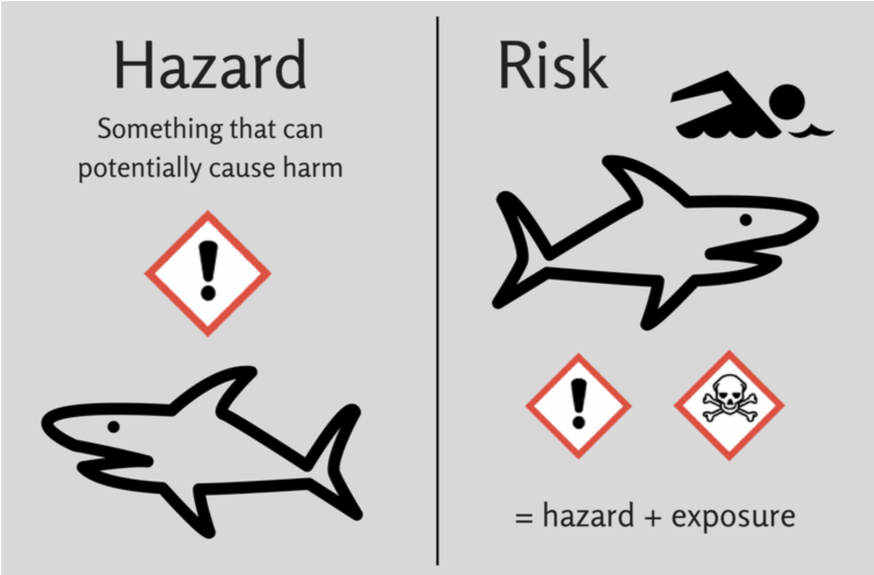 Hazard
Something that can
potentially cause harm
Risk
= hazard + exposure